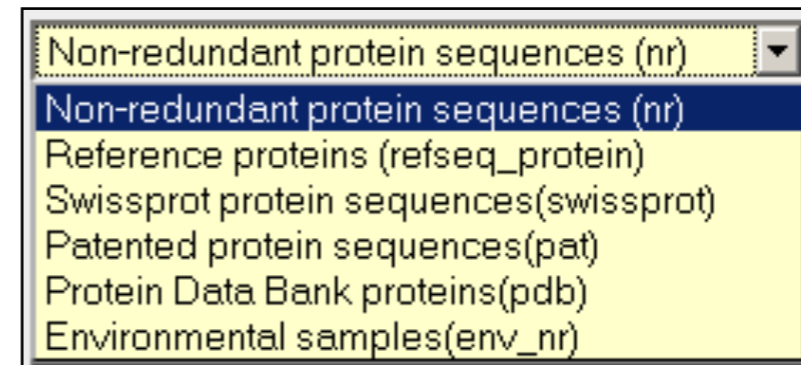 Non-redundant protein sequences (nr)
Non-redundant protein sequences (nr)
Reference proteins (refseq_protein)
Swissprot protein sequences(swissprot)
Patented protein sequences(pat)
Protein Data Bank proteins(pdb)
Environmental samples(env_nr)